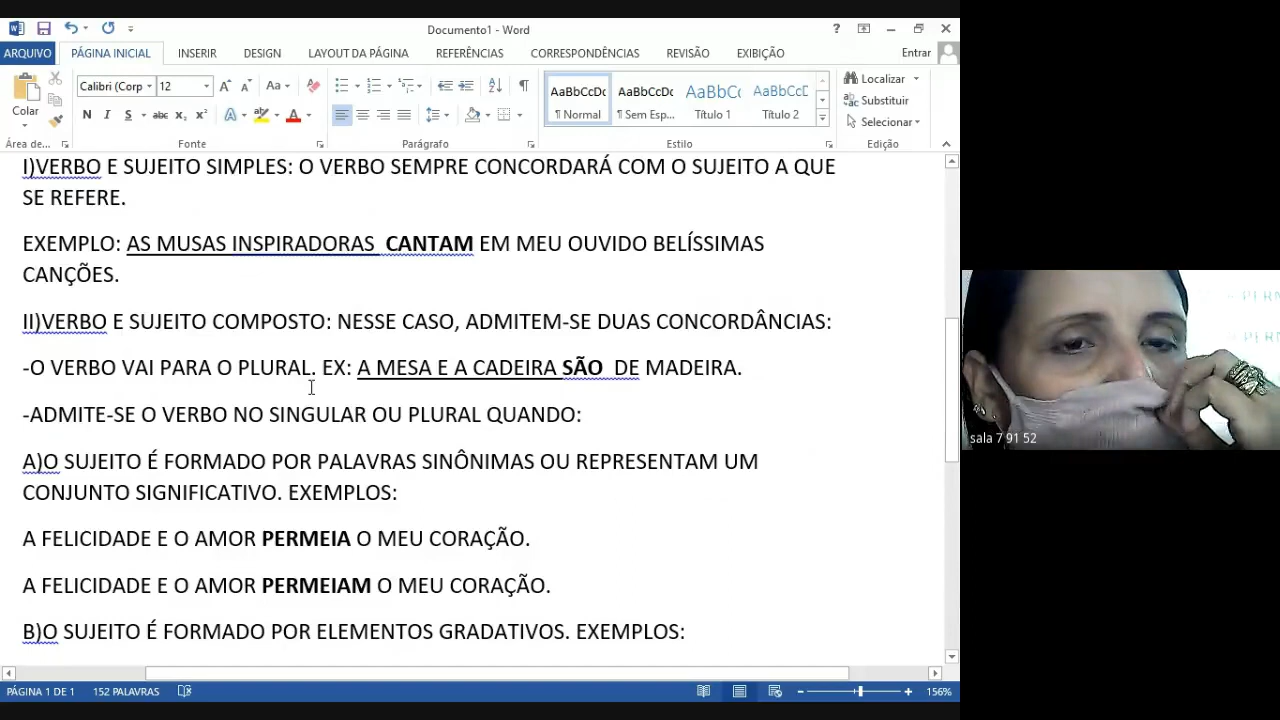 Documento1 - Word
ARQUIVO PÁGINA INICIAL INSERIR DESIGN LAYOUT DA PÁGINA REFERÊNCIAS CORRESPONDÊNCIAS REVISÃO EXIBIÇÃO Entrar
Calibri (Corp 12
Colar
N I S abc x₂ x² A A
Área de... Fonte Parágrafo Estilo Edição
AaBbCcDc AaBbCcDc AaBbCc AaBbCcD
¶ Normal ¶ Sem Esp... Título 1 Título 2
Localizar
Substituir
Selecionar
I)VERBO E SUJEITO SIMPLES: O VERBO SEMPRE CONCORDARÁ COM O SUJEITO A QUE
SE REFERE.
EXEMPLO: AS MUSAS INSPIRADORAS CANTAM EM MEU OUVIDO BELÍSSIMAS
CANÇÕES.
II)VERBO E SUJEITO COMPOSTO: NESSE CASO, ADMITEM-SE DUAS CONCORDÂNCIAS:
-O VERBO VAI PARA O PLURAL. EX: A MESA E A CADEIRA SÃO DE MADEIRA.
-ADMITE-SE O VERBO NO SINGULAR OU PLURAL QUANDO:
A)O SUJEITO É FORMADO POR PALAVRAS SINÔNIMAS OU REPRESENTAM UM
CONJUNTO SIGNIFICATIVO. EXEMPLOS:
A FELICIDADE E O AMOR PERMEIA O MEU CORAÇÃO.
A FELICIDADE E O AMOR PERMEIAM O MEU CORAÇÃO.
B)O SUJEITO É FORMADO POR ELEMENTOS GRADATIVOS. EXEMPLOS:
PÁGINA 1 DE 1 152 PALAVRAS 156%
sala 7 91 52